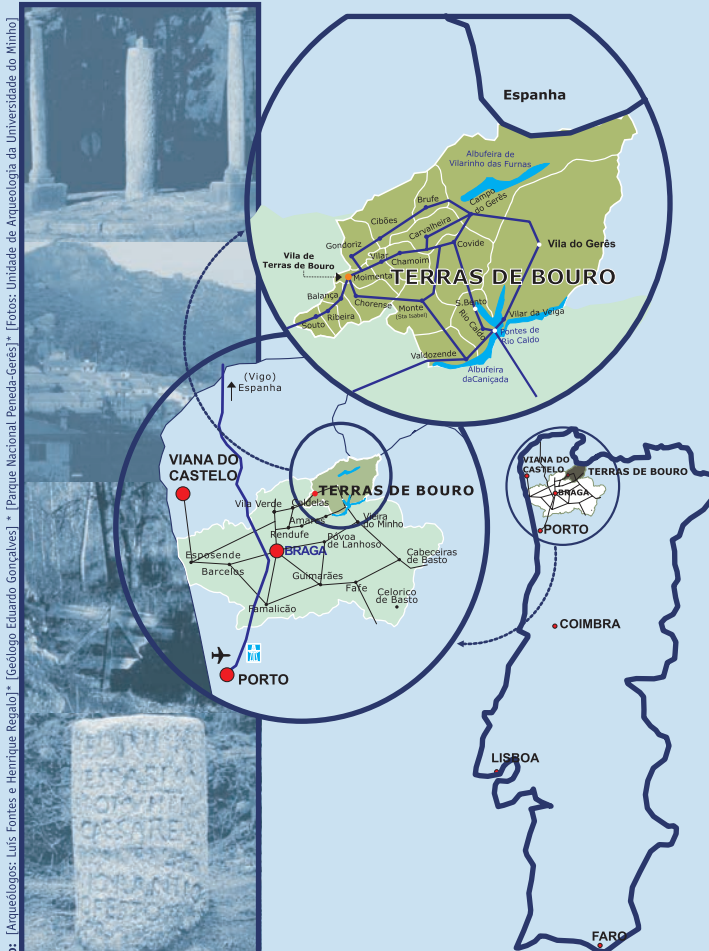 [Arqueólogos: Luís Fontes e Henrique Regalo]* [Geólogo Eduardo Gonçalves] * [Parque Nacional Peneda-Gerês]* [Fotos: Unidade de Arqueologia da Universidade do Minho]
Espanha
Albufeira de
Vilarinho das Furnas
Campo
do Gerês
Brufe
Cibões
Carvalheira
Gondoriz
Covide
Vila do Gerês
Vilar
Chamoim
Vila de
Terras de Bouro
Moimenta
TERRAS DE BOURO
Balança
Chorense
Monte
(Sta Isabel)
S.Bento
Rio Caldo
Vilar da Veiga
Ribeira
Souto
Pontes de
Rio Caldo
Valdozende
Albufeira
daCaniçada
(Vigo)
Espanha
VIANA DO
CASTELO
TERRAS DE BOURO
Vila Verde
Caldelas
Amares
Rendufe
Vieira
do Minho
Póvoa
de Lanhoso
BRAGA
Esposende
Barcelos
Cabeceiras
de Basto
Guimarães
Fafe
Celorico
de Basto
Famalicão
PORTO
VIANA DO
CASTELO
TERRAS DE BOURO
BRAGA
PORTO
COIMBRA
LISBOA
FARO
CAESARE